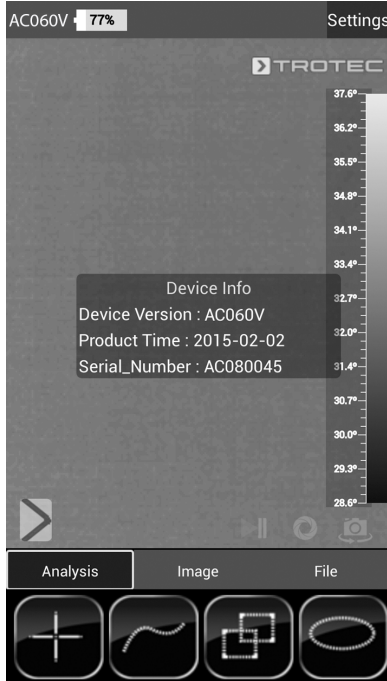 AC060V 77% Settings
TROTEC
37.6°
36.2°
35.5°
34.8°
34.1°
33.4°
Device Info
32.7°
Device Version : AC060V
32.0°
Product Time : 2015-02-02
31.4°
Serial_Number : AC080045
30.7°
30.0°
29.3°
28.6°
Analysis Image File